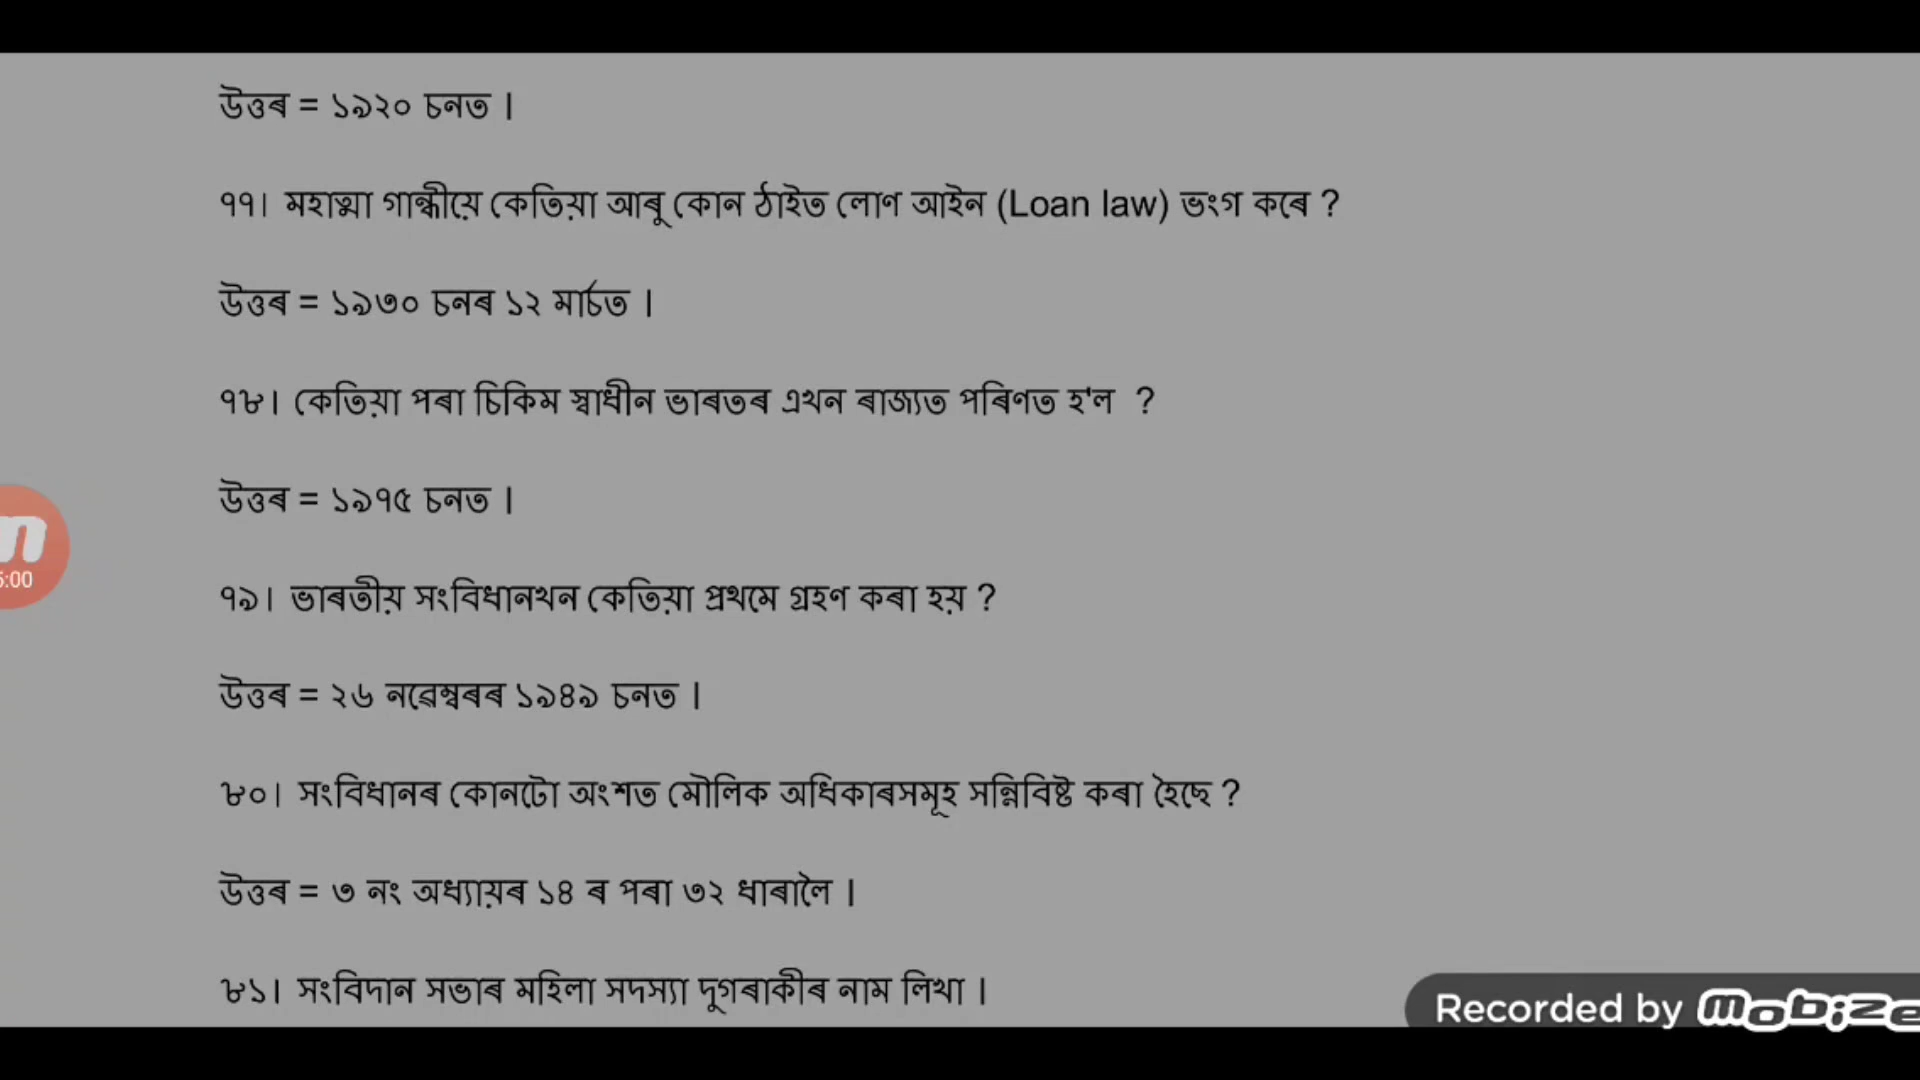 উত্তৰ = ১৯২০ চনত ।
৭৭। মহাত্মা গান্ধীয়ে কেতিয়া আৰু কোন ঠাইত লোণ আইন (Loan law) ভংগ কৰে ?
উত্তৰ = ১৯৩০ চনৰ ১২ মাৰ্চত ।
৭৮। কেতিয়া পৰা চিকিম স্বাধীন ভাৰতৰ এখন ৰাজ্যত পৰিণত হ'ল ?
উত্তৰ = ১৯৭৫ চনত ।
5:00
৭৯। ভাৰতীয় সংবিধানখন কেতিয়া প্ৰথমে গ্ৰহণ কৰা হয় ?
উত্তৰ = ২৬ নৱেম্বৰৰ ১৯৪৯ চনত ।
৮০। সংবিধানৰ কোনটো অংশত মৌলিক অধিকাৰসমূহ সন্নিবিষ্ট কৰা হৈছে ?
উত্তৰ = ৩ নং অধ্যায়ৰ ১৪ ৰ পৰা ৩২ ধাৰালৈ ।
৮১। সংবিদান সভাৰ মহিলা সদস্যা দুগৰাকীৰ নাম লিখা ।
Recorded by mobize